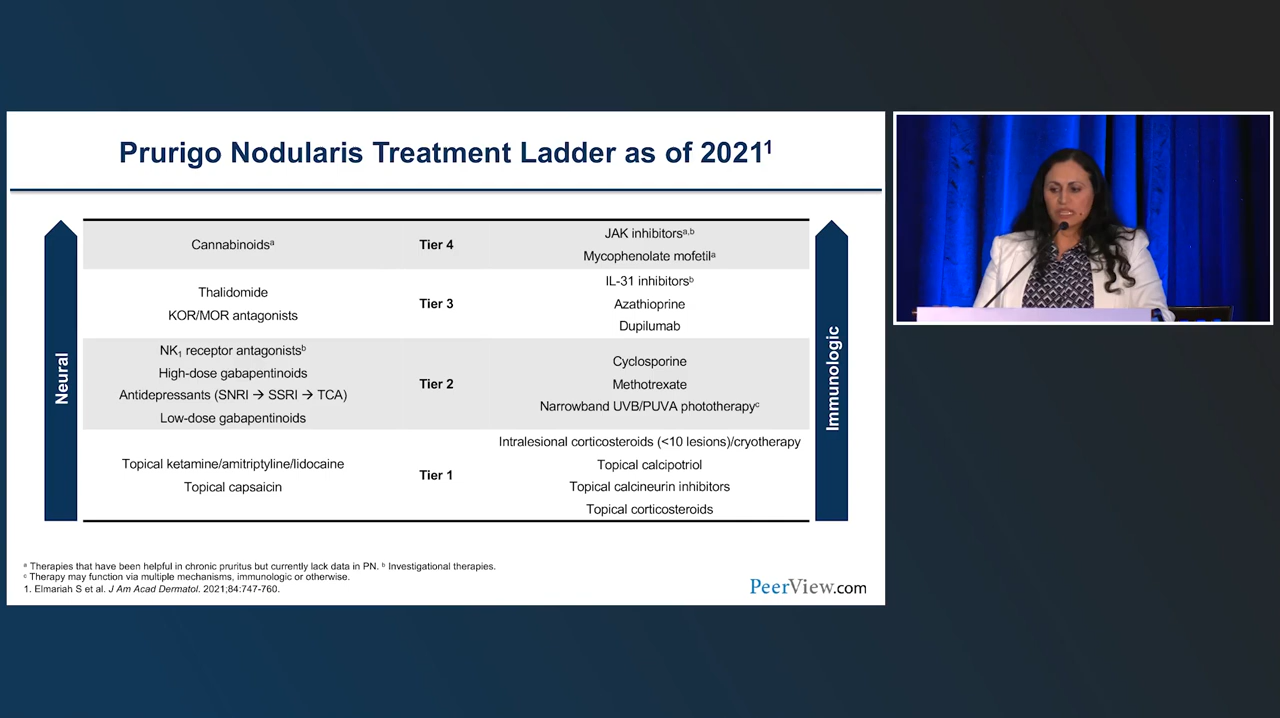 Prurigo Nodularis Treatment Ladder as of 2021¹
Neural
Cannabinoidsᵃ
Tier 4
JAK inhibitorsᵃ,ᵇ
Mycophenolate mofetilᵃ
Thalidomide
KOR/MOR antagonists
Tier 3
IL-31 inhibitorsᵇ
Azathioprine
Dupilumab
NK₁ receptor antagonistsᵇ
High-dose gabapentinoids
Antidepressants (SNRI → SSRI → TCA)
Low-dose gabapentinoids
Tier 2
Cyclosporine
Methotrexate
Narrowband UVB/PUVA phototherapyᶜ
Topical ketamine/amitriptyline/lidocaine
Topical capsaicin
Tier 1
Intralesional corticosteroids (<10 lesions)/cryotherapy
Topical calcipotriol
Topical calcineurin inhibitors
Topical corticosteroids
Immunologic
ᵃ Therapies that have been helpful in chronic pruritus but currently lack data in PN. ᵇ Investigational therapies.
ᶜ Therapy may function via multiple mechanisms, immunologic or otherwise.
1. Elmariah S et al. J Am Acad Dermatol. 2021;84:747-760.
PeerView.com